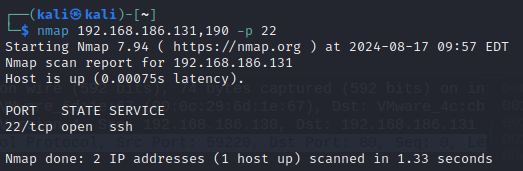 ┌──(kali㉿kali)-[~]
└─$ nmap 192.168.186.131,190 -p 22
Starting Nmap 7.94 ( https://nmap.org ) at 2024-08-17 09:57 EDT
Nmap scan report for 192.168.186.131
Host is up (0.00075s latency).
PORT   STATE SERVICE
22/tcp open  ssh
Nmap done: 2 IP addresses (1 host up) scanned in 1.33 seconds